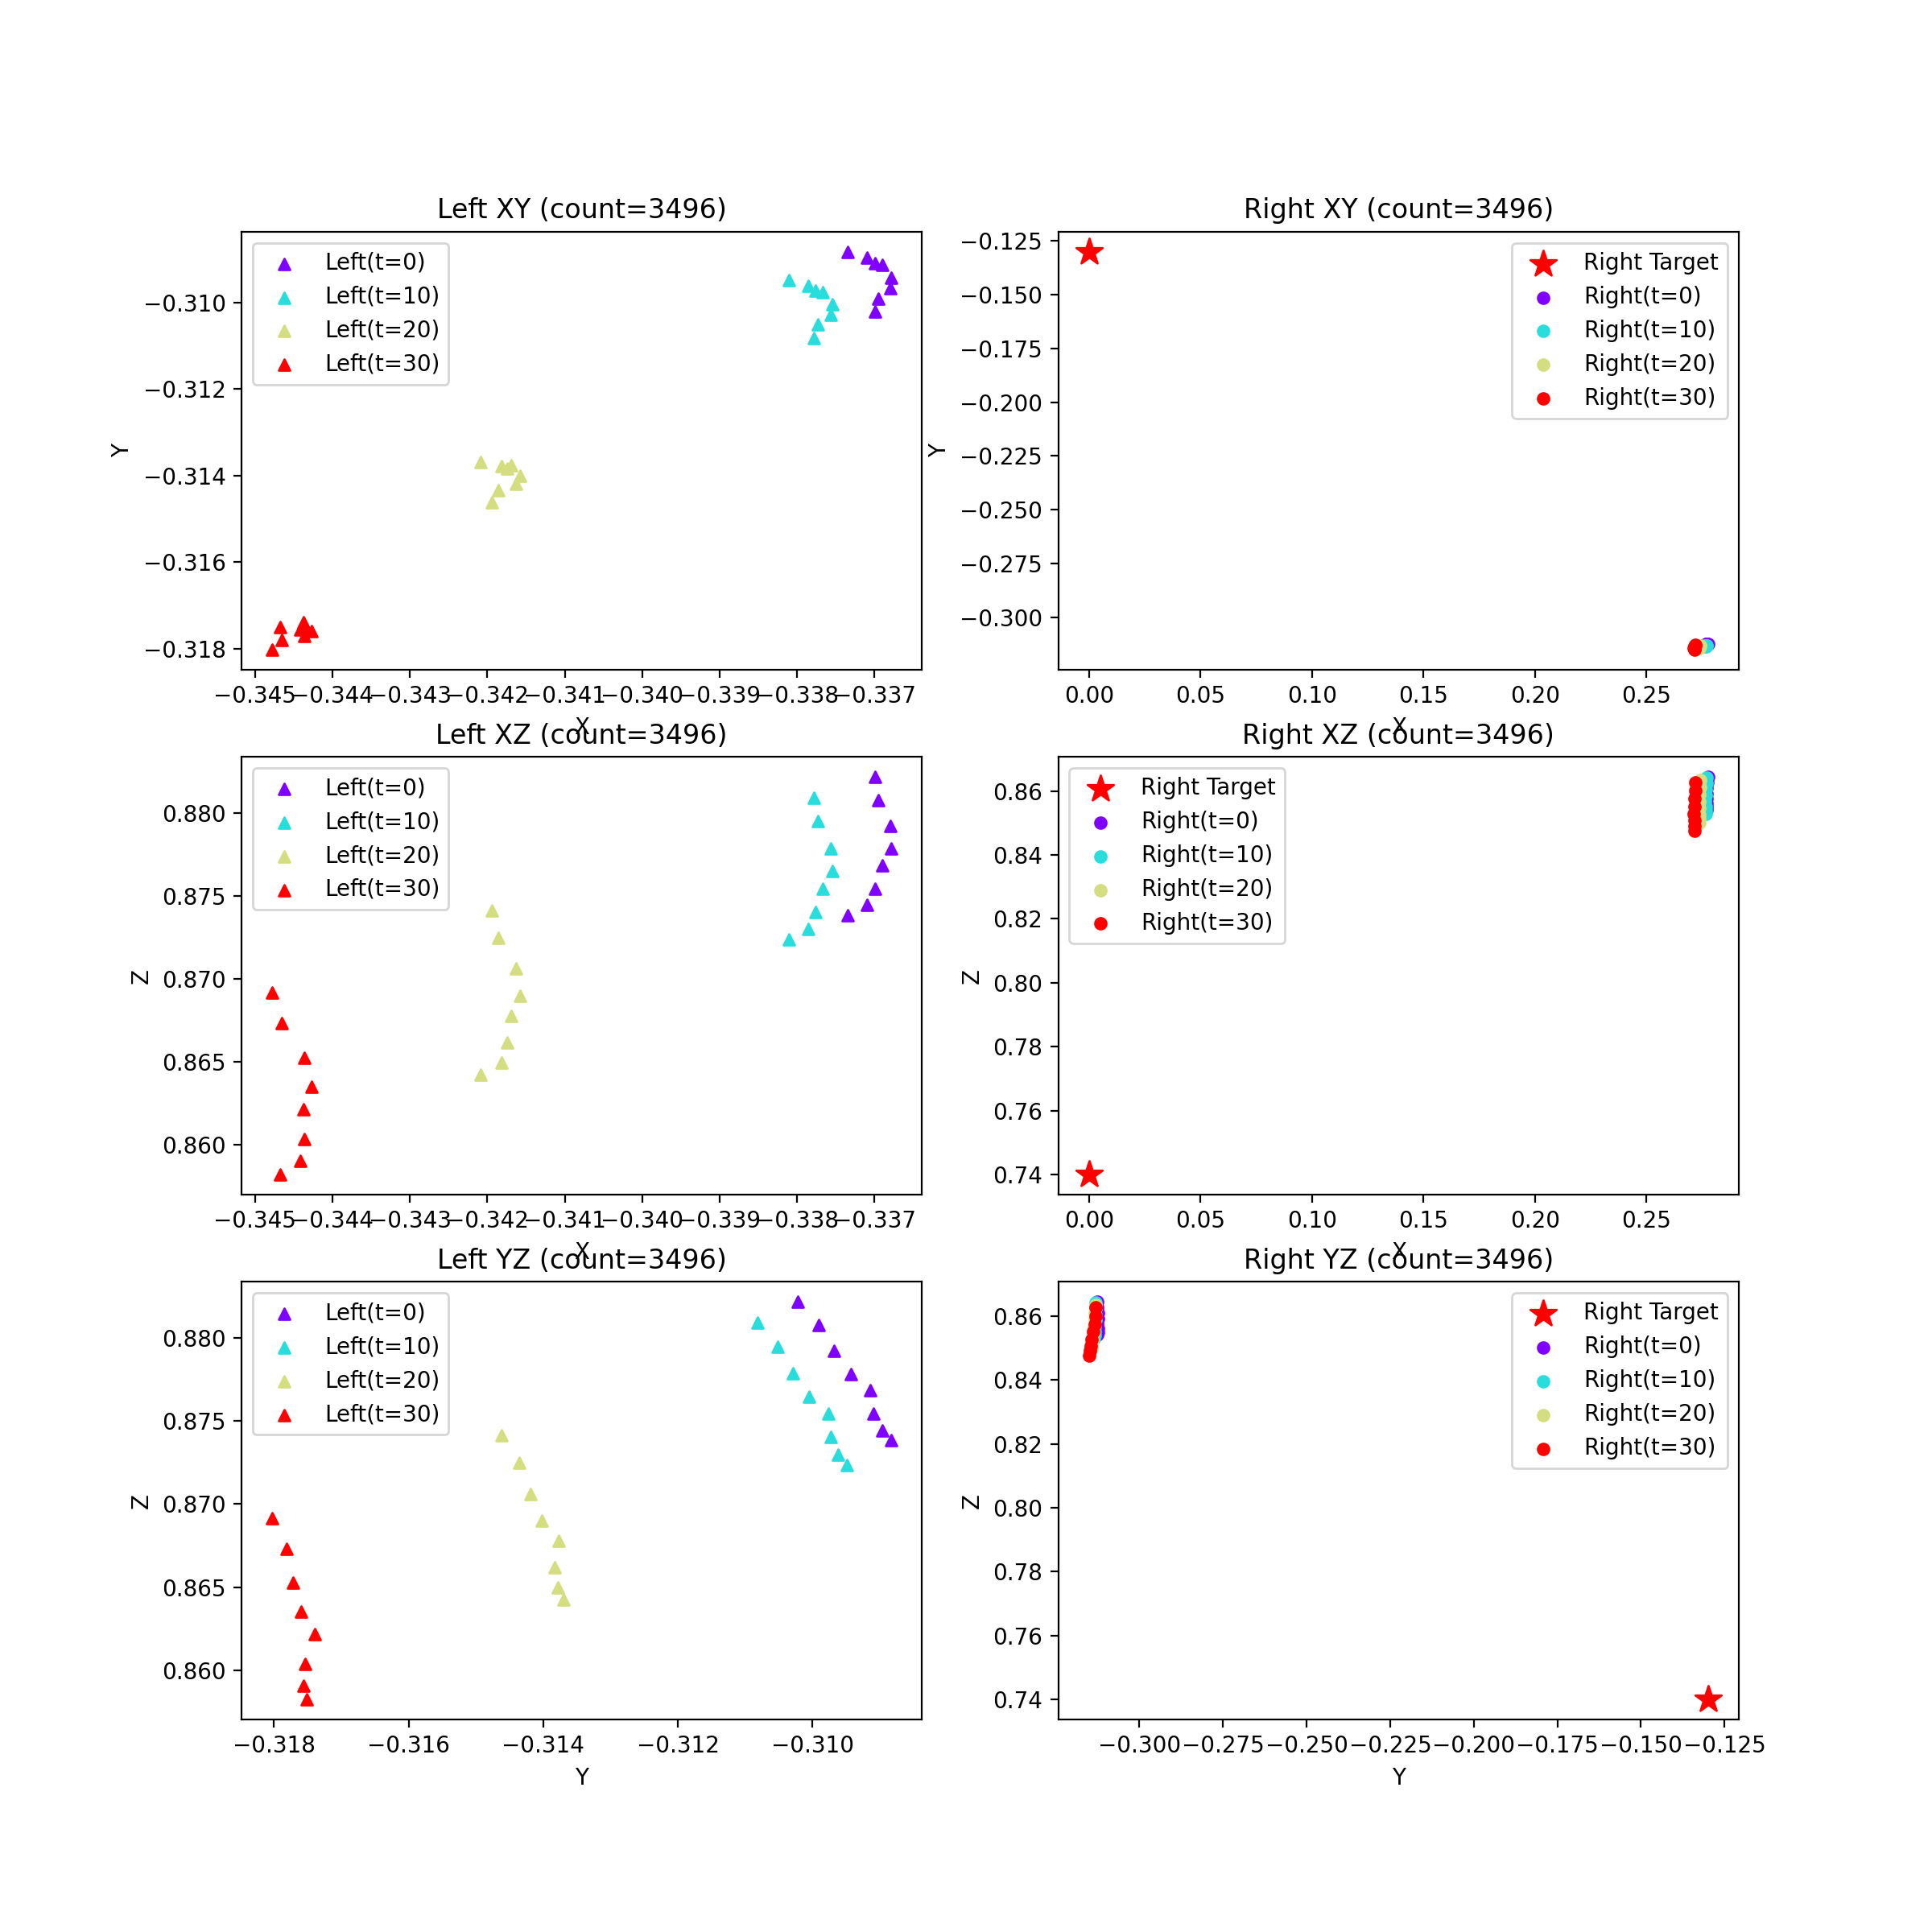 Left XY (count=3496)
Left(t=0)
Left(t=10)
Left(t=20)
Left(t=30)
−0.310
−0.312
−0.314
−0.316
−0.318
Y
−0.345 −0.344 −0.343 −0.342 −0.341 −0.340 −0.339 −0.338 −0.337
X
Right XY (count=3496)
Right Target
Right(t=0)
Right(t=10)
Right(t=20)
Right(t=30)
−0.125
−0.150
−0.175
−0.200
−0.225
−0.250
−0.275
−0.300
Y
0.00 0.05 0.10 0.15 0.20 0.25
X
Left XZ (count=3496)
Left(t=0)
Left(t=10)
Left(t=20)
Left(t=30)
0.880
0.875
0.870
0.865
0.860
Z
−0.345 −0.344 −0.343 −0.342 −0.341 −0.340 −0.339 −0.338 −0.337
X
Right XZ (count=3496)
Right Target
Right(t=0)
Right(t=10)
Right(t=20)
Right(t=30)
0.86
0.84
0.82
0.80
0.78
0.76
0.74
Z
0.00 0.05 0.10 0.15 0.20 0.25
X
Left YZ (count=3496)
Left(t=0)
Left(t=10)
Left(t=20)
Left(t=30)
0.880
0.875
0.870
0.865
0.860
Z
−0.318 −0.316 −0.314 −0.312 −0.310
Y
Right YZ (count=3496)
Right Target
Right(t=0)
Right(t=10)
Right(t=20)
Right(t=30)
0.86
0.84
0.82
0.80
0.78
0.76
0.74
Z
−0.300 −0.275 −0.250 −0.225 −0.200 −0.175 −0.150 −0.125
Y